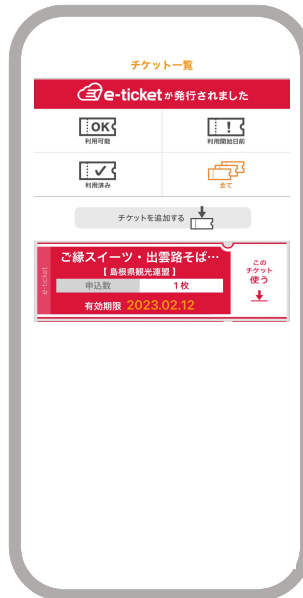 チケット一覧
e-ticketが発行されました
OK
!
利用可能
利用開始日前
利用済み
全て
チケットを追加する
e-ticket
ご縁スイーツ・出雲路そば…
【島根県観光連盟】
申込数
1枚
有効期限 2023.02.12
この
チケット
使う